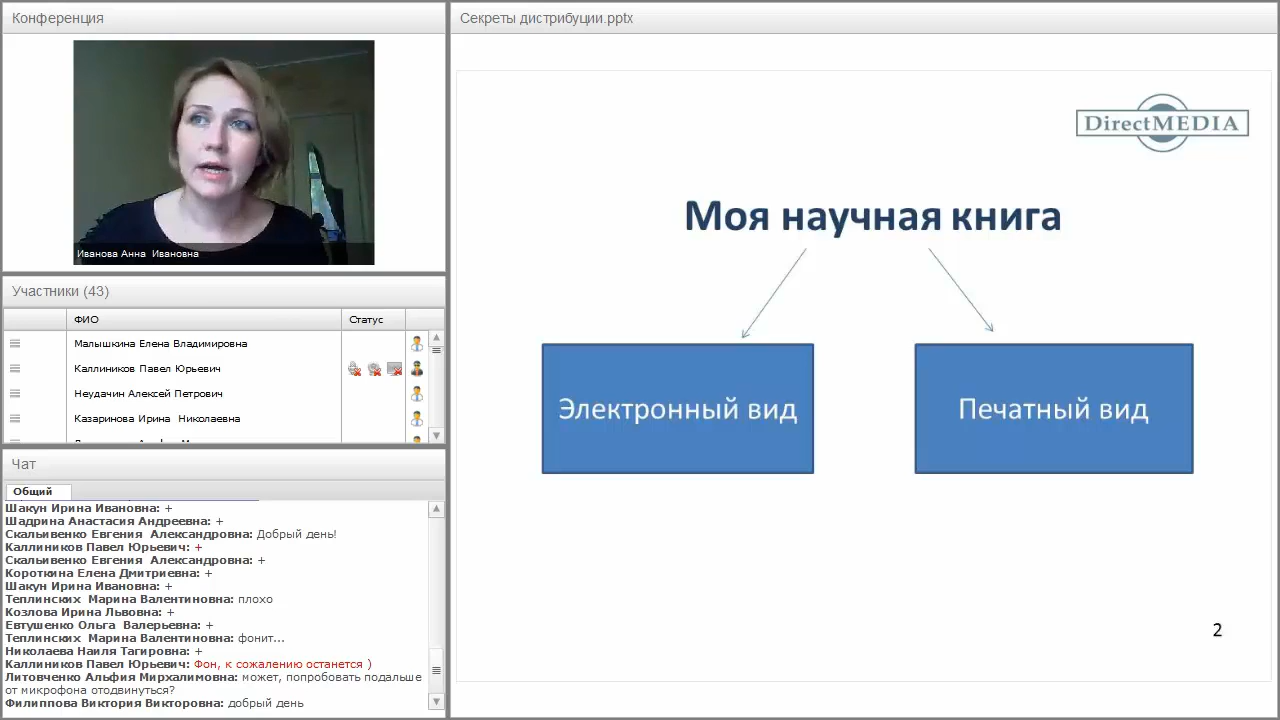 Конференция
Иванова Анна  Ивановна
Участники (43)
ФИО
Статус
Малышкина Елена Владимировна
Каллиников Павел Юрьевич
Неудачин Алексей Петрович
Казаринова Ирина  Николаевна
Чат
Общий
Шакун Ирина Ивановна: +
Шадрина Анастасия Андреевна: +
Скальивенко Евгения  Александровна: Добрый день!
Каллиников Павел Юрьевич: +
Скальивенко Евгения  Александровна: +
Короткина Елена Дмитриевна: +
Шакун Ирина Ивановна: +
Теплинских  Марина Валентиновна: плохо
Козлова Ирина Львовна: +
Евтушенко Ольга  Валерьевна: +
Теплинских  Марина Валентиновна: фонит...
Николаева Наиля Тагировна: +
Каллиников Павел Юрьевич: Фон, к сожалению останется )
Литовченко Альфия Мирхалимовна: может, попробовать подальше
от микрофона отодвинуться?
Филиппова Виктория Викторовна: добрый день
Секреты дистрибуции.pptx
DirectMEDIA
Моя научная книга
Электронный вид
Печатный вид
2